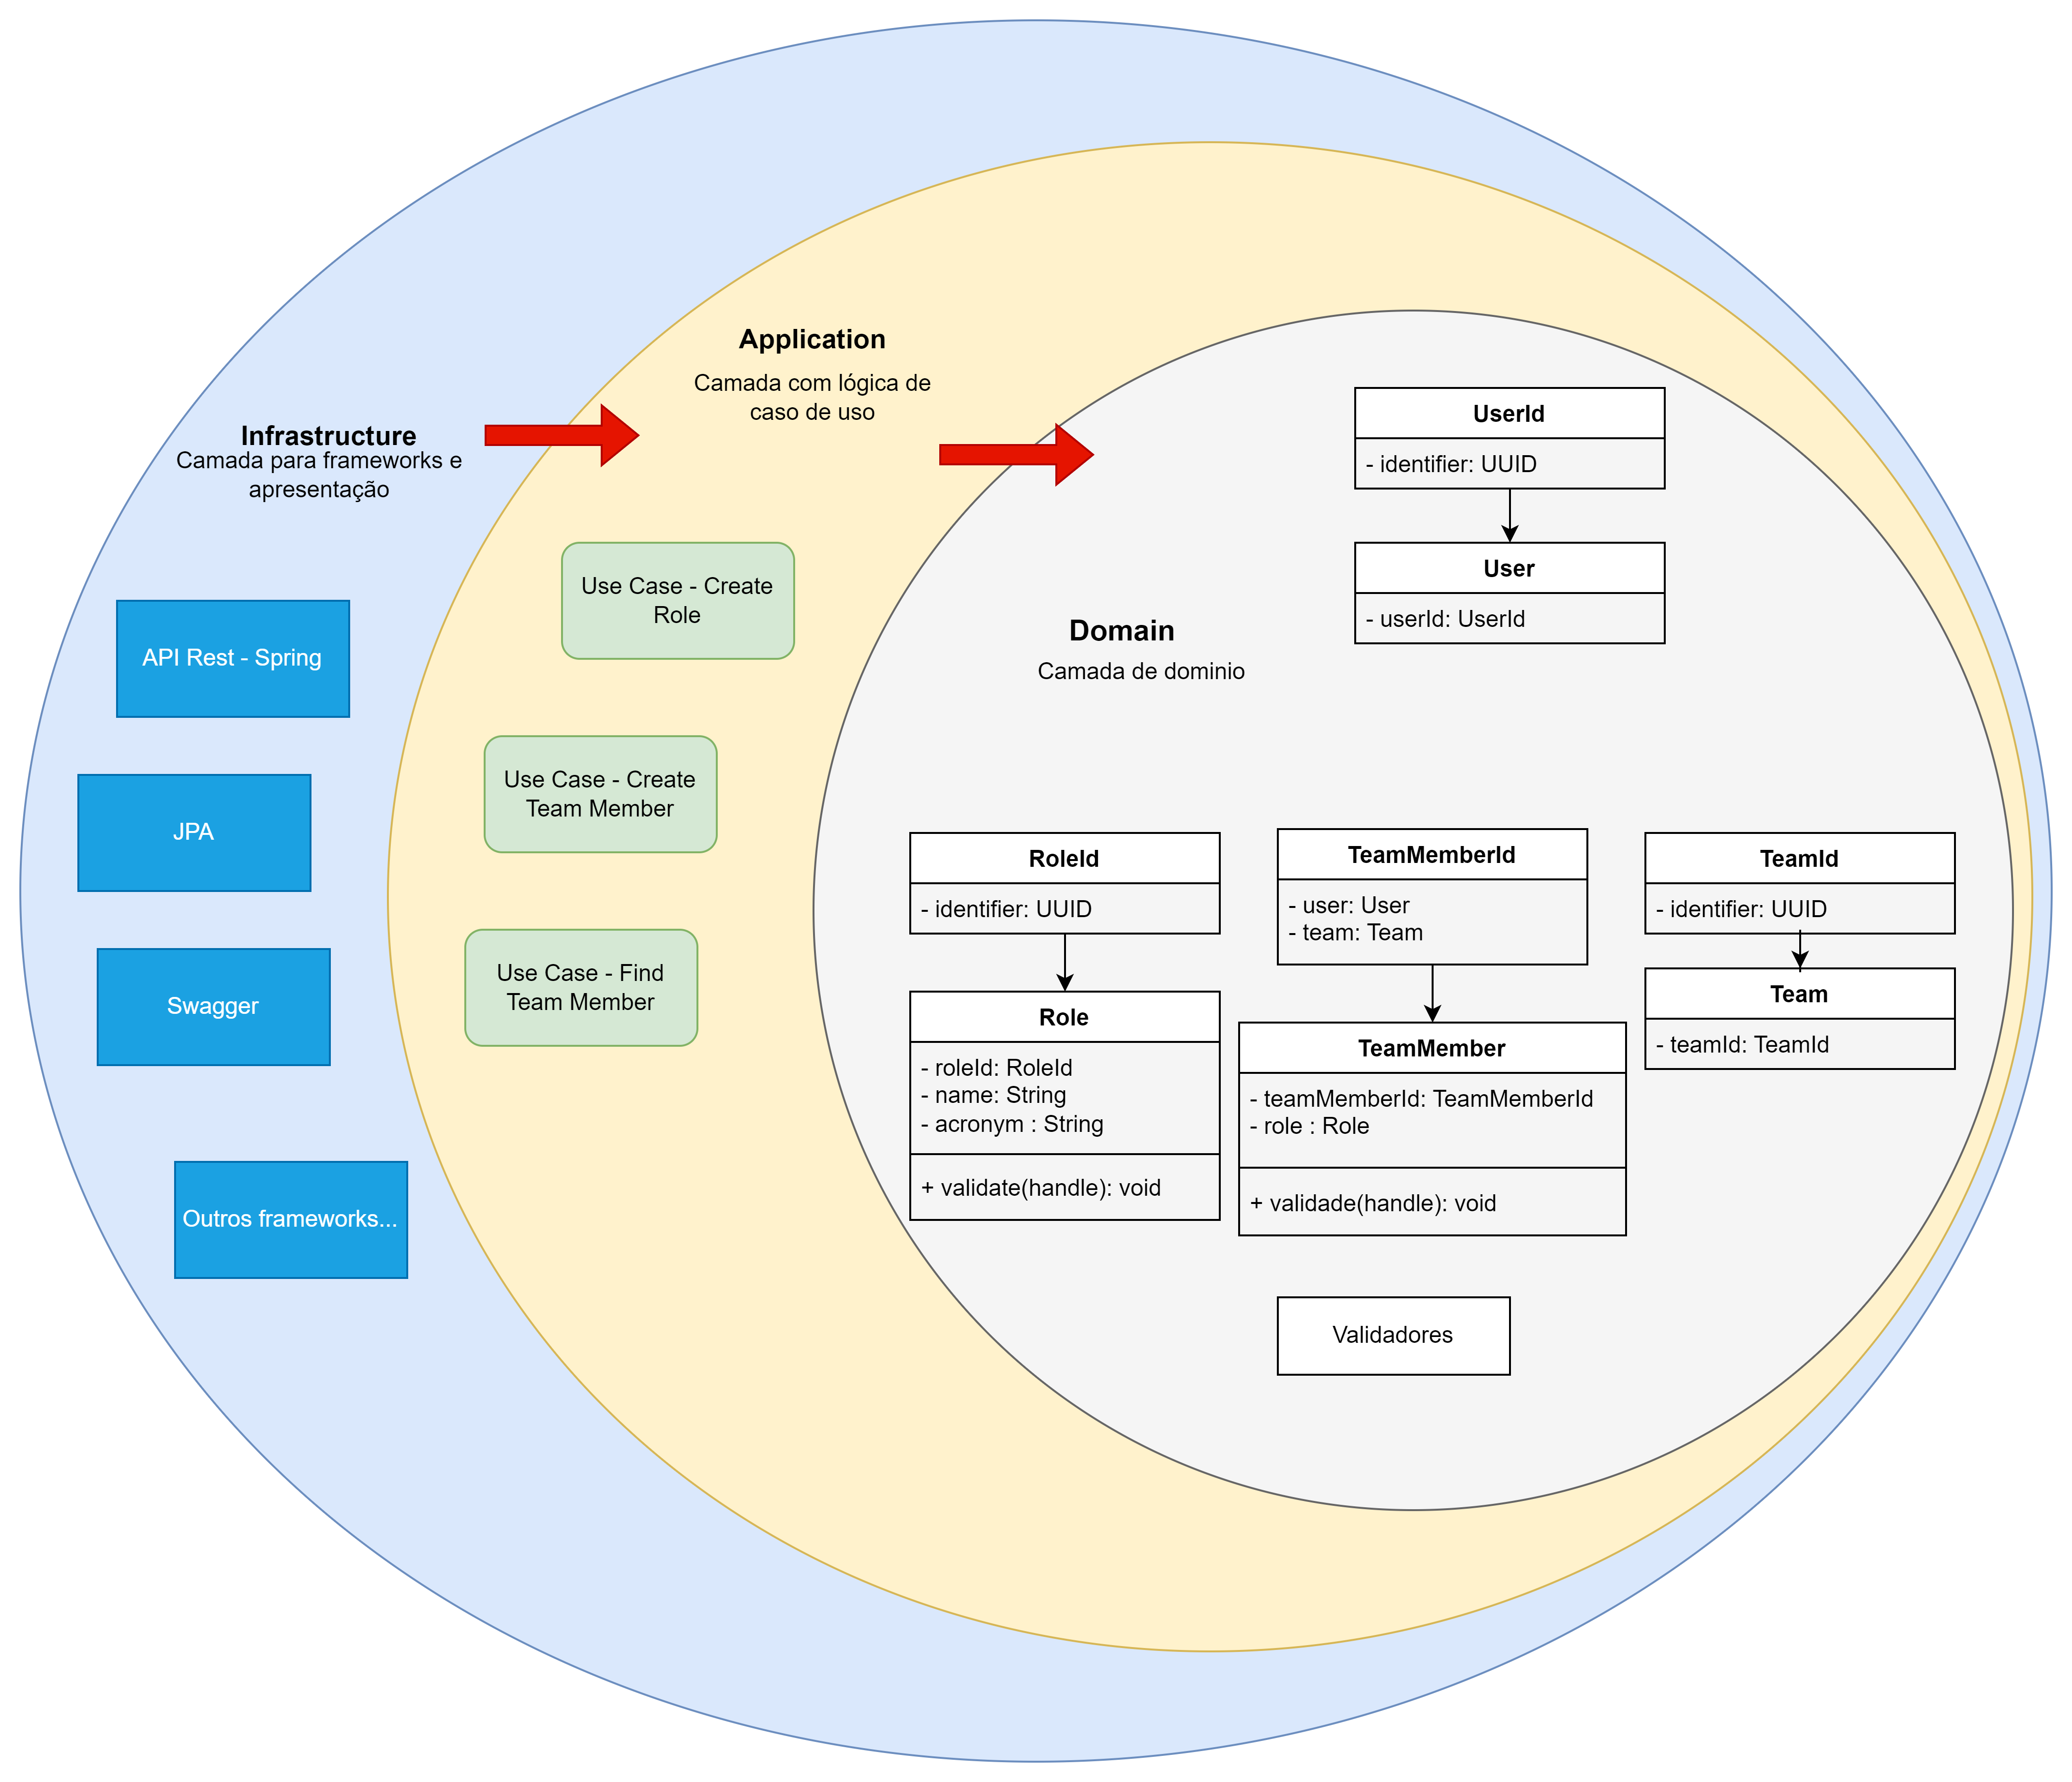 Infrastructure
Camada para frameworks e
apresentação
API Rest - Spring
JPA
Swagger
Outros frameworks...
Application
Camada com lógica de
caso de uso
Use Case - Create
Role
Use Case - Create
Team Member
Use Case - Find
Team Member
Domain
Camada de dominio
UserId
- identifier: UUID
User
- userId: UserId
RoleId
- identifier: UUID
Role
- roleId: RoleId
- name: String
- acronym : String
+ validate(handle): void
TeamMemberId
- user: User
- team: Team
TeamMember
- teamMemberId: TeamMemberId
- role : Role
+ validade(handle): void
TeamId
- identifier: UUID
Team
- teamId: TeamId
Validadores